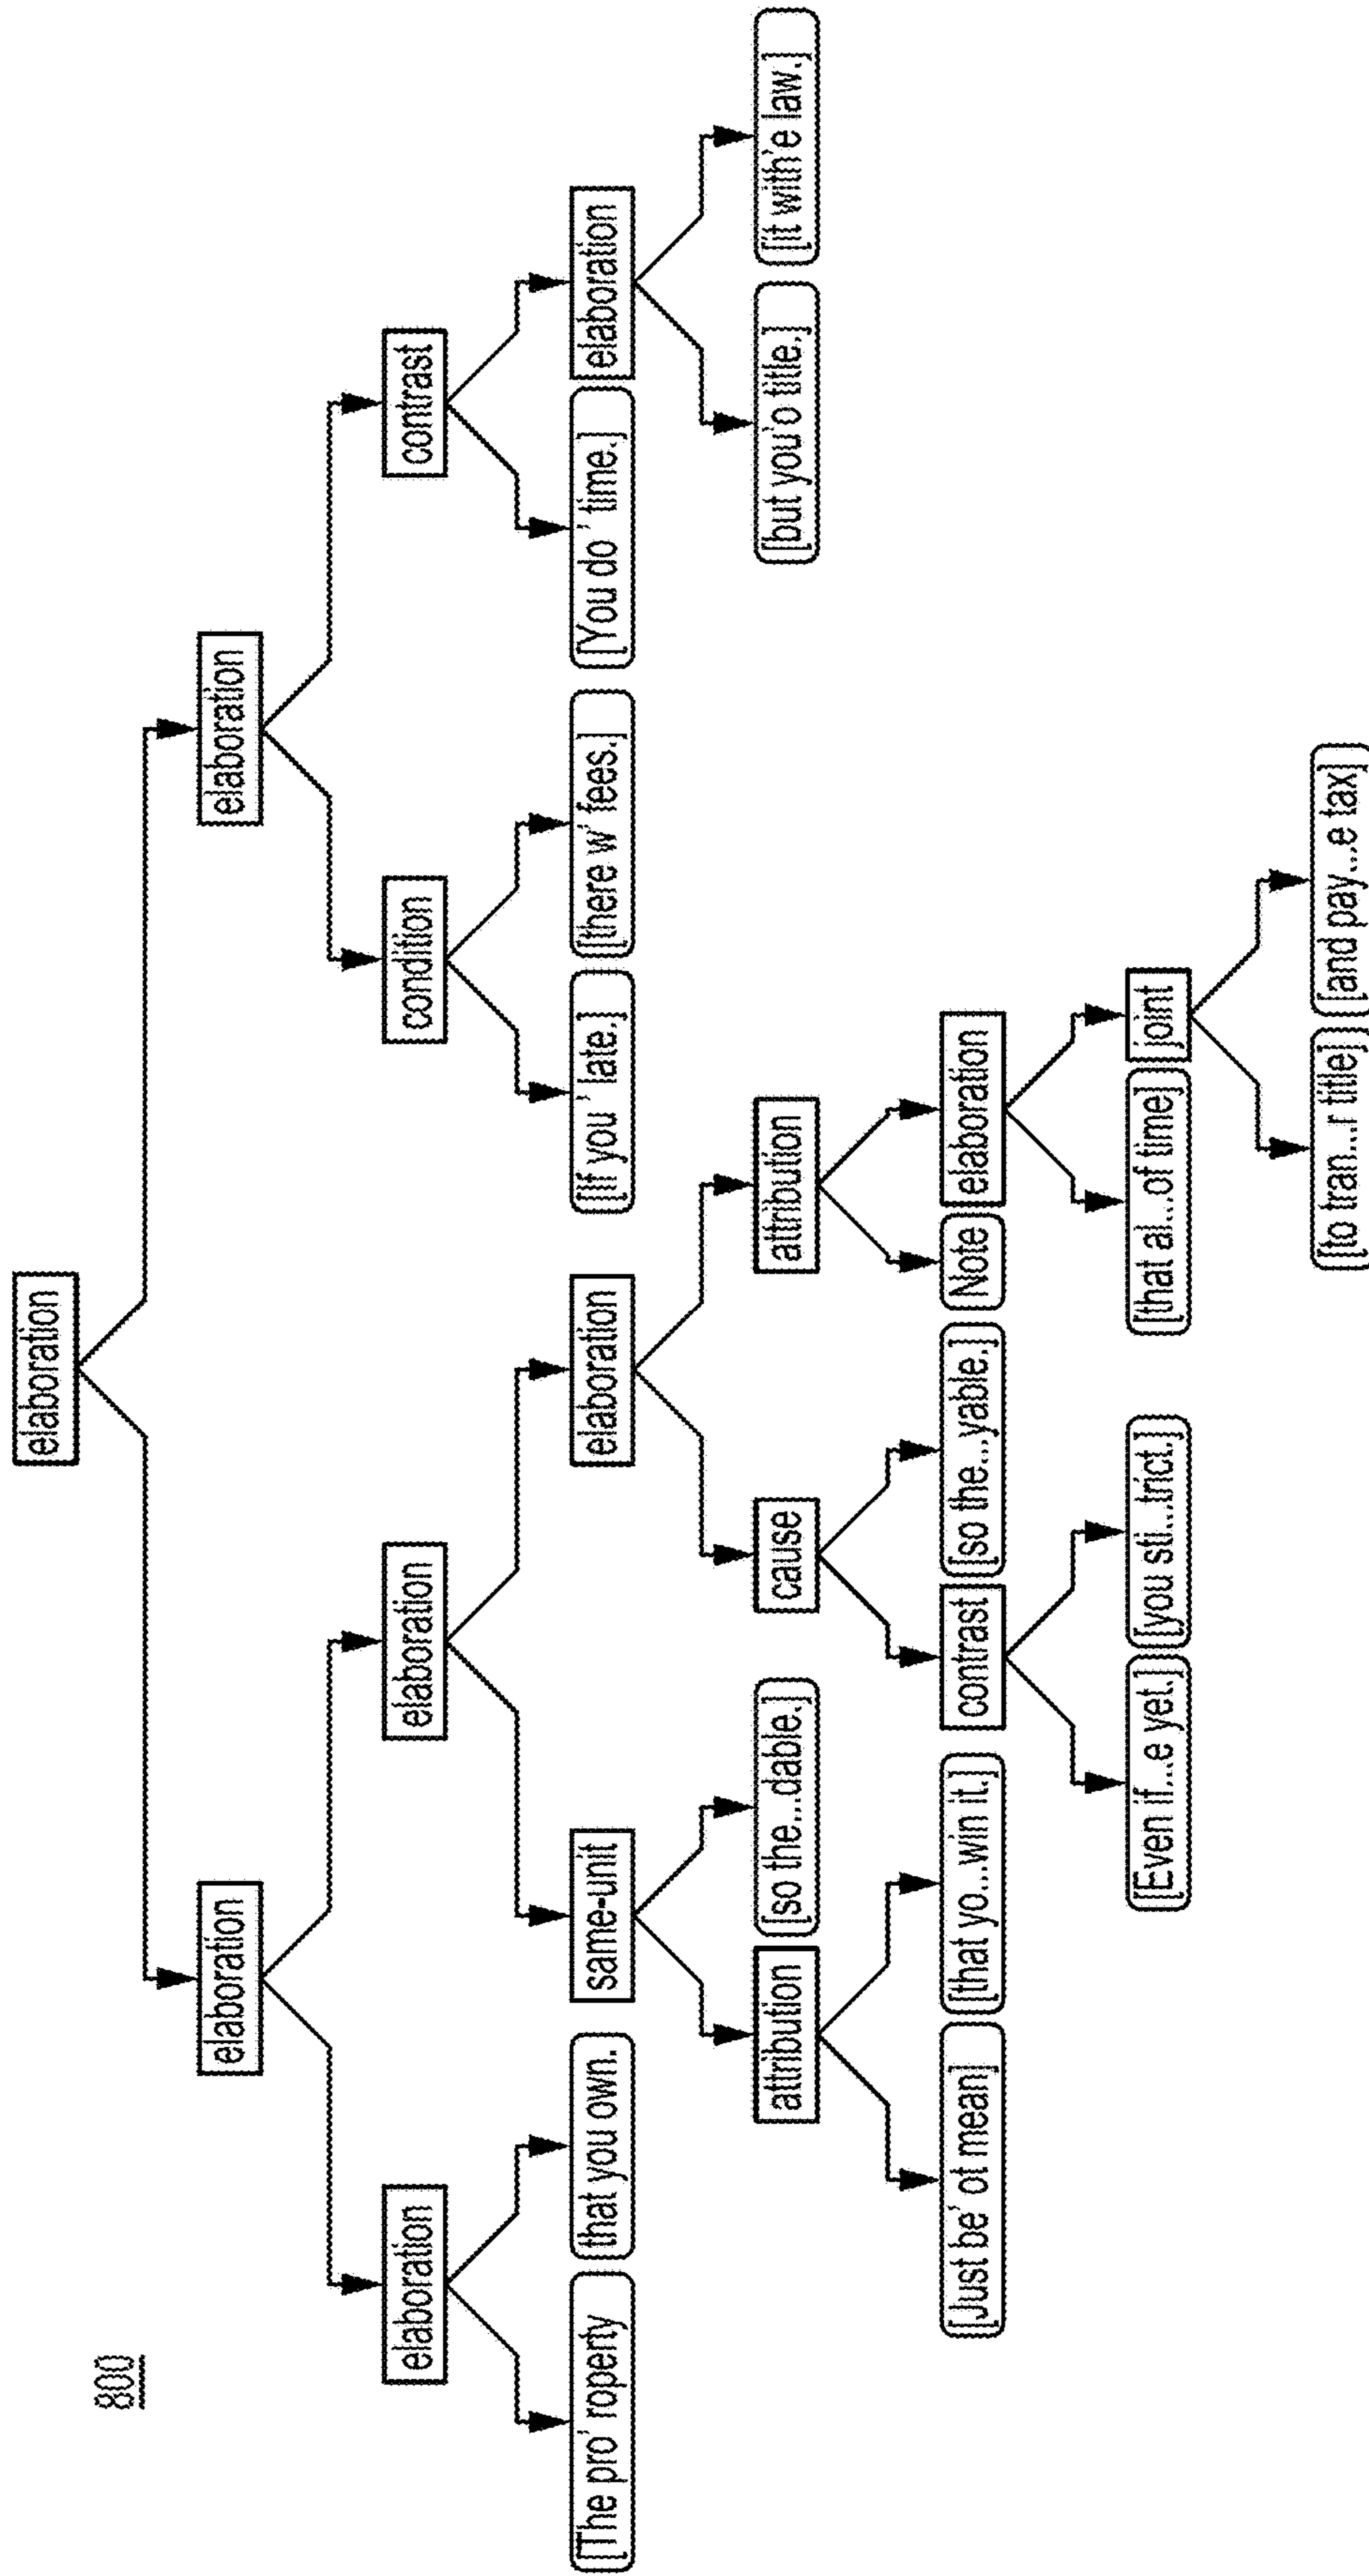 800
elaboration
elaboration
elaboration
elaboration
elaboration
condition
contrast
[The pro' roperty
that you own.
same-unit
elaboration
[If you ' late.]
[there w' fees.]
[You do ' time.]
elaboration
attribution
[so the...dable.]
cause
attribution
[but you'o title.]
[it with'e law.]
[Just be' ot mean]
[that yo...win it.]
contrast
[so the...yable.]
Note
elaboration
[Even if...e yet.]
[you sti...trict.]
[that al...of time]
joint
[to tran...r title]
[and pay...e tax]